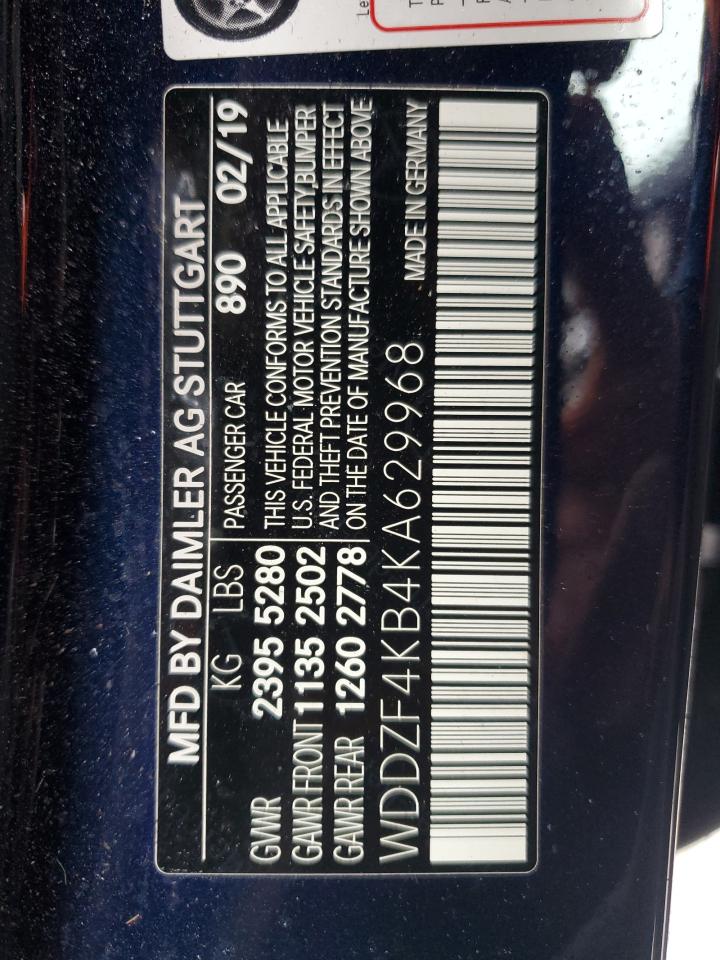 MFD BY DAIMLER AG STUTTGART
KG LBS
GVWR 2395 5280
GAWR FRONT 1135 2502
GAWR REAR 1260 2778
PASSENGER CAR 890 02/19
THIS VEHICLE CONFORMS TO ALL APPLICABLE
U.S. FEDERAL MOTOR VEHICLE SAFETY,BUMPER
AND THEFT PREVENTION STANDARDS IN EFFECT
ON THE DATE OF MANUFACTURE SHOWN ABOVE
WDDZF4KB4KA629968
MADE IN GERMANY